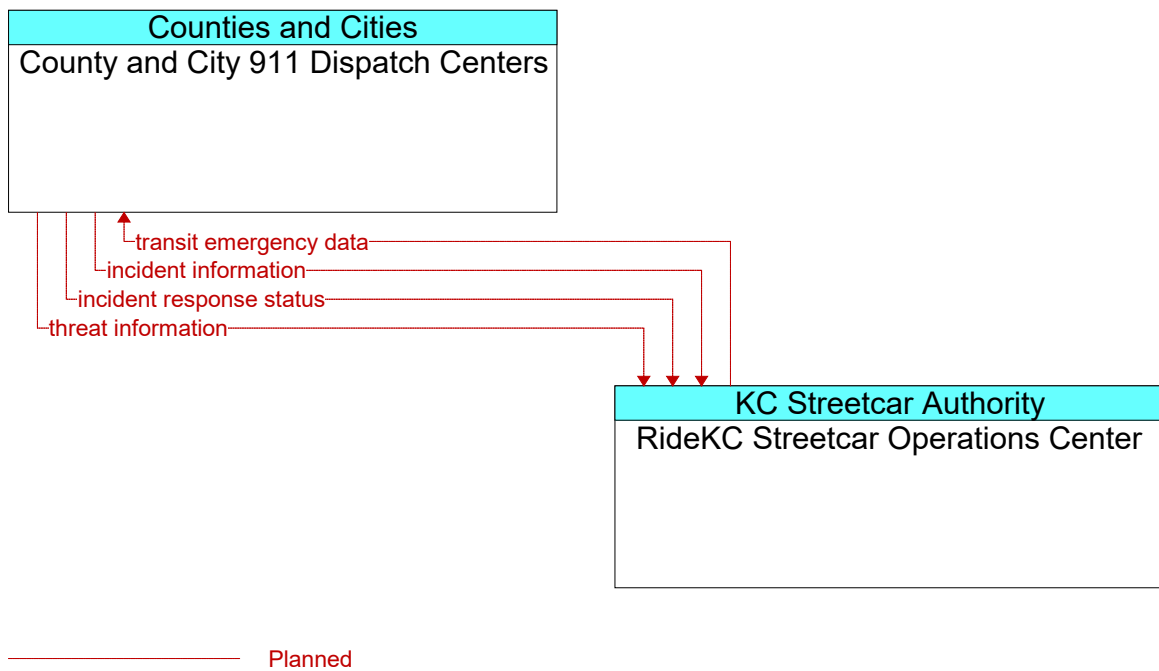 Counties and Cities
County and City 911 Dispatch Centers
transit emergency data
incident information
incident response status
threat information
KC Streetcar Authority
RideKC Streetcar Operations Center
Planned